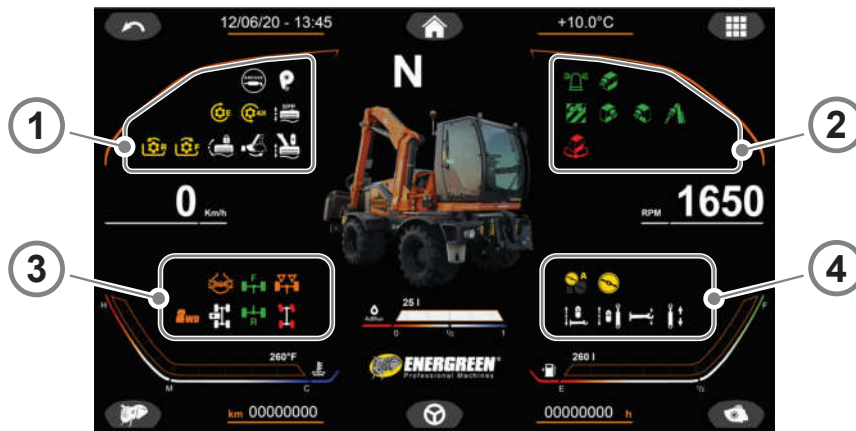 12/06/20 - 13:45
+10.0°C
N
GREASE
1
2
0 Km/h
RPM 1650
3
4
F
A
R
H
F
AdBlue
25 l
0 1/2 1
260°F
260 l
ENERGREEN®
Professional Machines
M
C
E
1/2
km 00000000
00000000 h